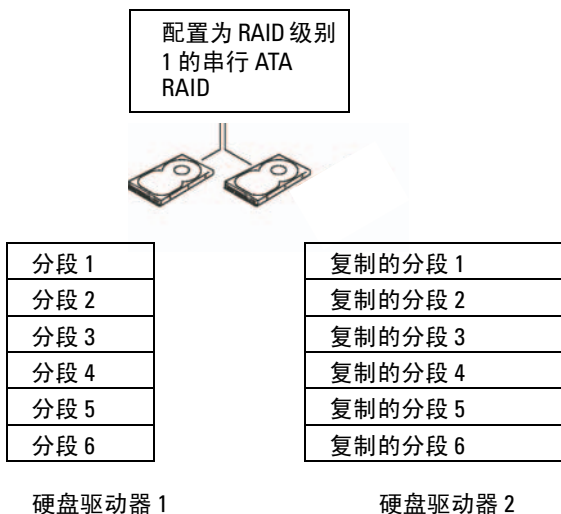 配置为 RAID 级别
1 的串行 ATA
RAID
分段 1
复制的分段 1
分段 2
复制的分段 2
分段 3
复制的分段 3
分段 4
复制的分段 4
分段 5
复制的分段 5
分段 6
复制的分段 6
硬盘驱动器 1
硬盘驱动器 2